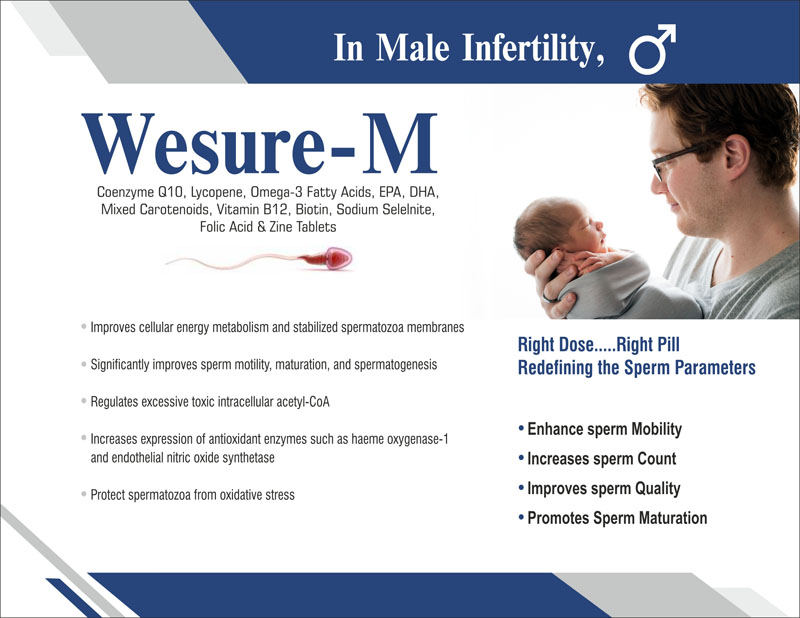 In Male Infertility,
Wesure-M
Coenzyme Q10, Lycopene, Omega-3 Fatty Acids, EPA, DHA,
Mixed Carotenoids, Vitamin B12, Biotin, Sodium Selelnite,
Folic Acid & Zine Tablets
• Improves cellular energy metabolism and stabilized spermatozoa membranes
• Significantly improves sperm motility, maturation, and spermatogenesis
• Regulates excessive toxic intracellular acetyl-CoA
• Increases expression of antioxidant enzymes such as haeme oxygenase-1
and endothelial nitric oxide synthetase
• Protect spermatozoa from oxidative stress
Right Dose.....Right Pill
Redefining the Sperm Parameters
• Enhance sperm Mobility
• Increases sperm Count
• Improves sperm Quality
• Promotes Sperm Maturation